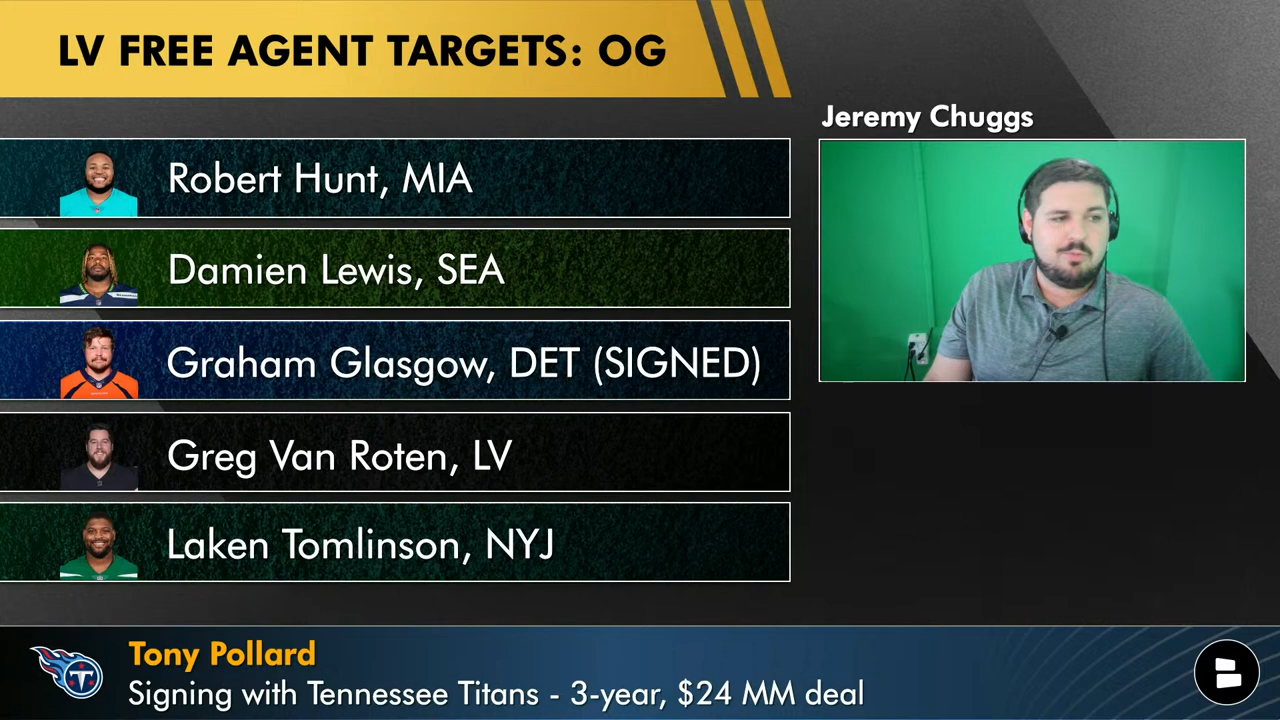 LV FREE AGENT TARGETS: OG
Jeremy Chuggs
Robert Hunt, MIA
Damien Lewis, SEA
Graham Glasgow, DET (SIGNED)
Greg Van Roten, LV
Laken Tomlinson, NYJ
Tony Pollard
Signing with Tennessee Titans - 3-year, $24 MM deal